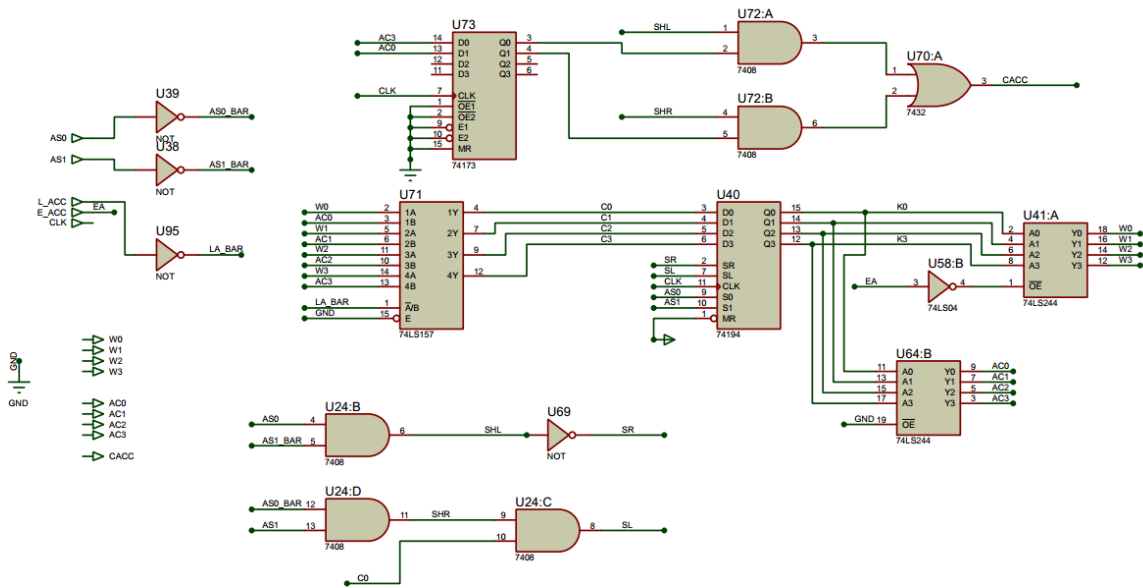 U73
AC3 14 D0 Q0 3
AC0 13 D1 Q1 4
12 D2 Q2 5
11 D3 Q3 6
CLK 7 CLK
1 OE1
2 OE2
9 E1
10 E2
15 MR
74173
U72:A
SHL 1
2
3
7408
U72:B
SHR 4
5
6
7408
U70:A
1
2
3 CACC
7432
U39
AS0 AS0_BAR
NOT
U38
AS1 AS1_BAR
NOT
L_ACC
E_ACC EA
CLK
U95
LA_BAR
NOT
U71
W0 2 1A 1Y 4 C0
AC0 3 1B
W1 5 2A 2Y 7 C1
AC1 6 2B
W2 11 3A 3Y 9 C2
AC2 10 3B
W3 14 4A 4Y 12 C3
AC3 13 4B
LA_BAR 1 A/B
GND 15 E
74LS157
U40
3 D0 Q0 15 K0
4 D1 Q1 14
5 D2 Q2 13
6 D3 Q3 12 K3
SR 2 SR
SL 7 SL
CLK 11 CLK
AS0 9 S0
AS1 10 S1
1 MR
74194
U41:A
2 A0 Y0 18 W0
4 A1 Y1 16 W1
6 A2 Y2 14 W2
8 A3 Y3 12 W3
1 OE
74LS244
U58:B
EA 3 4
74LS04
U64:B
11 A0 Y0 9 AC0
13 A1 Y1 7 AC1
15 A2 Y2 5 AC2
17 A3 Y3 3 AC3
GND 19 OE
74LS244
GND
GND
W0
W1
W2
W3
AC0
AC1
AC2
AC3
CACC
U24:B
AS0 4
AS1_BAR 5
6 SHL
7408
U69
SR
NOT
U24:D
AS0_BAR 12
AS1 13
11 SHR
7408
U24:C
9
10
8 SL
7408
C0